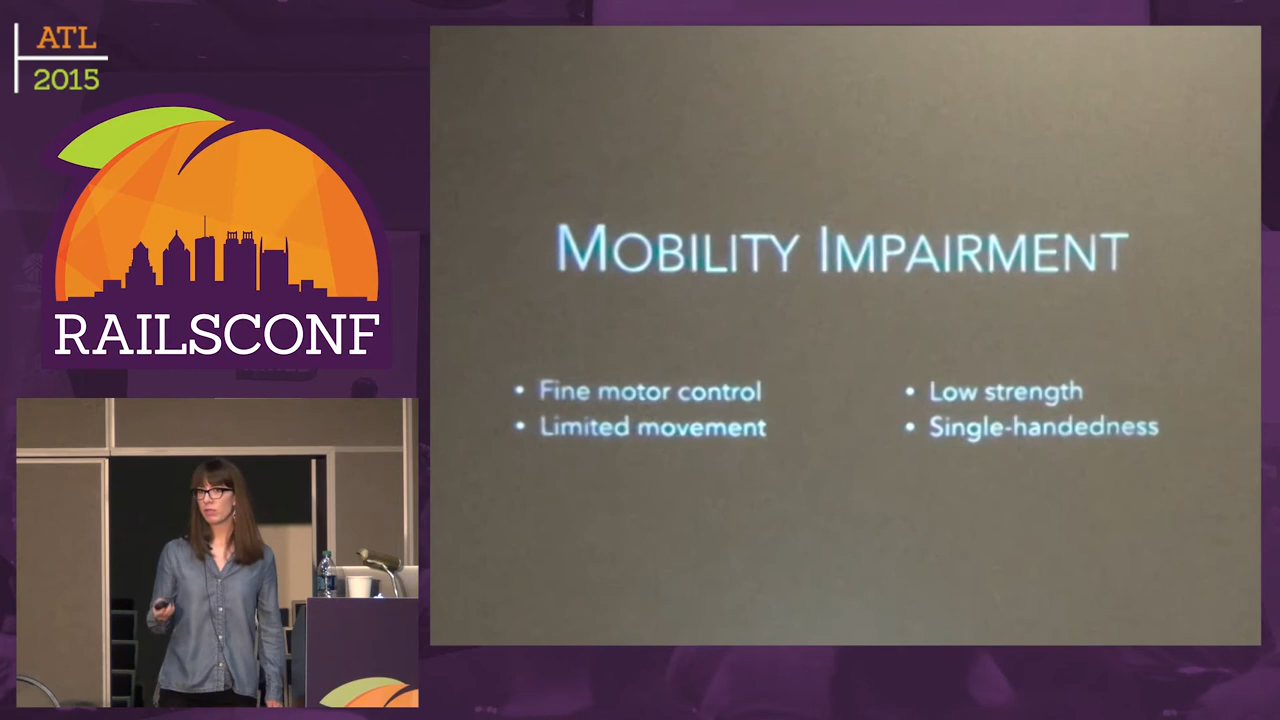 ATL
2015
RAILSCONF
MOBILITY IMPAIRMENT
• Fine motor control
• Limited movement
• Low strength
• Single-handedness